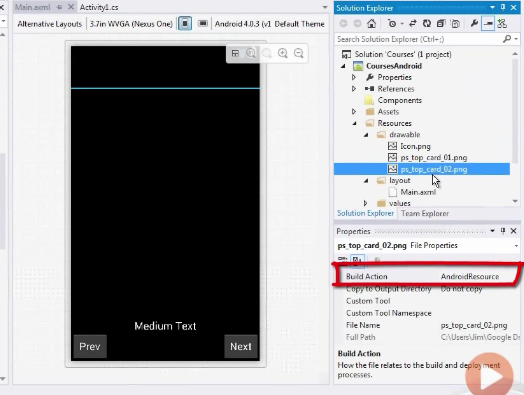 Main.axml Activity1.cs
Alternative Layouts 3.7in WVGA (Nexus One) Android 4.0.3 (v1 Default Theme
Medium Text
Prev Next
Solution Explorer
Search Solution Explorer (Ctrl+;)
Solution 'Courses' (1 project)
CoursesAndroid
Properties
References
Components
Assets
Resources
drawable
Icon.png
ps_top_card_01.png
ps_top_card_02.png
layout
Main.axml
values
Solution Explorer Team Explorer
Properties
ps_top_card_02.png File Properties
Build Action AndroidResource
Copy to Output Directory Do not copy
Custom Tool
Custom Tool Namespace
File Name ps_top_card_02.png
Full Path C:\Users\Jim\Google D
Build Action
How the file relates to the build and deployment
processes.